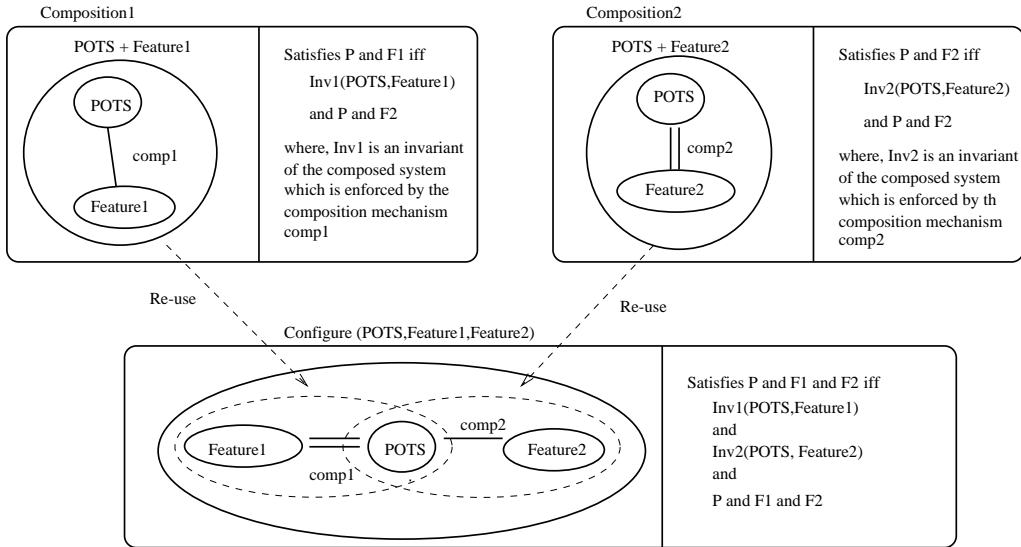 Composition1
POTS + Feature1
POTS
comp1
Feature1
Satisfies P and F1 iff
Inv1(POTS,Feature1)
and P and F2
where, Inv1 is an invariant
of the composed system
which is enforced by the
composition mechanism
comp1
Composition2
POTS + Feature2
POTS
comp2
Feature2
Satisfies P and F2 iff
Inv2(POTS,Feature2)
and P and F2
where, Inv2 is an invariant
of the composed system
which is enforced by th
composition mechanism
comp2
Re-use
Re-use
Configure (POTS,Feature1,Feature2)
Feature1
comp1
POTS
comp2
Feature2
Satisfies P and F1 and F2 iff
Inv1(POTS,Feature1)
and
Inv2(POTS, Feature2)
and
P and F1 and F2